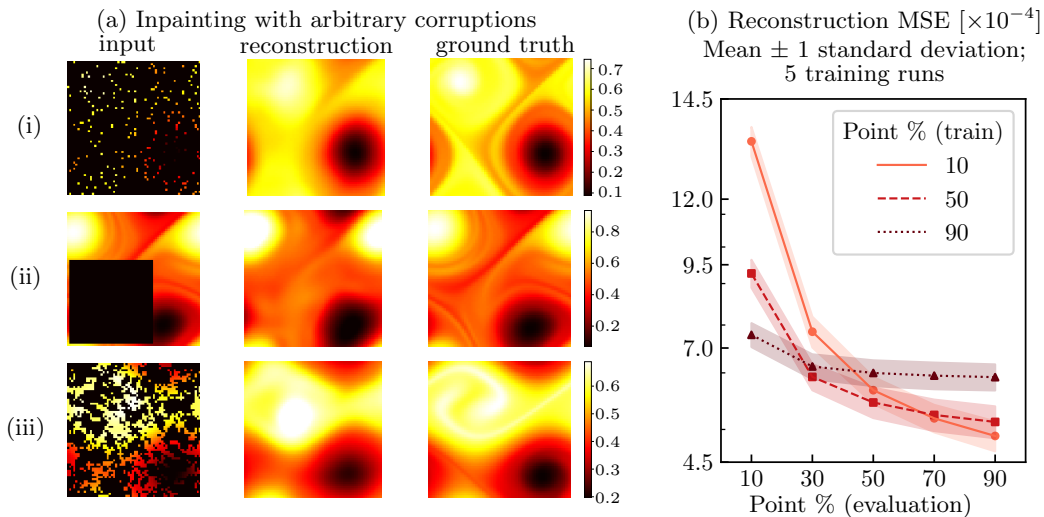 (a) Inpainting with arbitrary corruptions
input
reconstruction
ground truth
(i)
0.7
0.6
0.5
0.4
0.3
0.2
0.1
(ii)
0.8
0.6
0.4
0.2
(iii)
0.6
0.5
0.4
0.3
0.2
(b) Reconstruction MSE [×10⁻⁴]
Mean ± 1 standard deviation;
5 training runs
14.5
12.0
9.5
7.0
4.5
Point % (train)
10
50
90
10 30 50 70 90
Point % (evaluation)